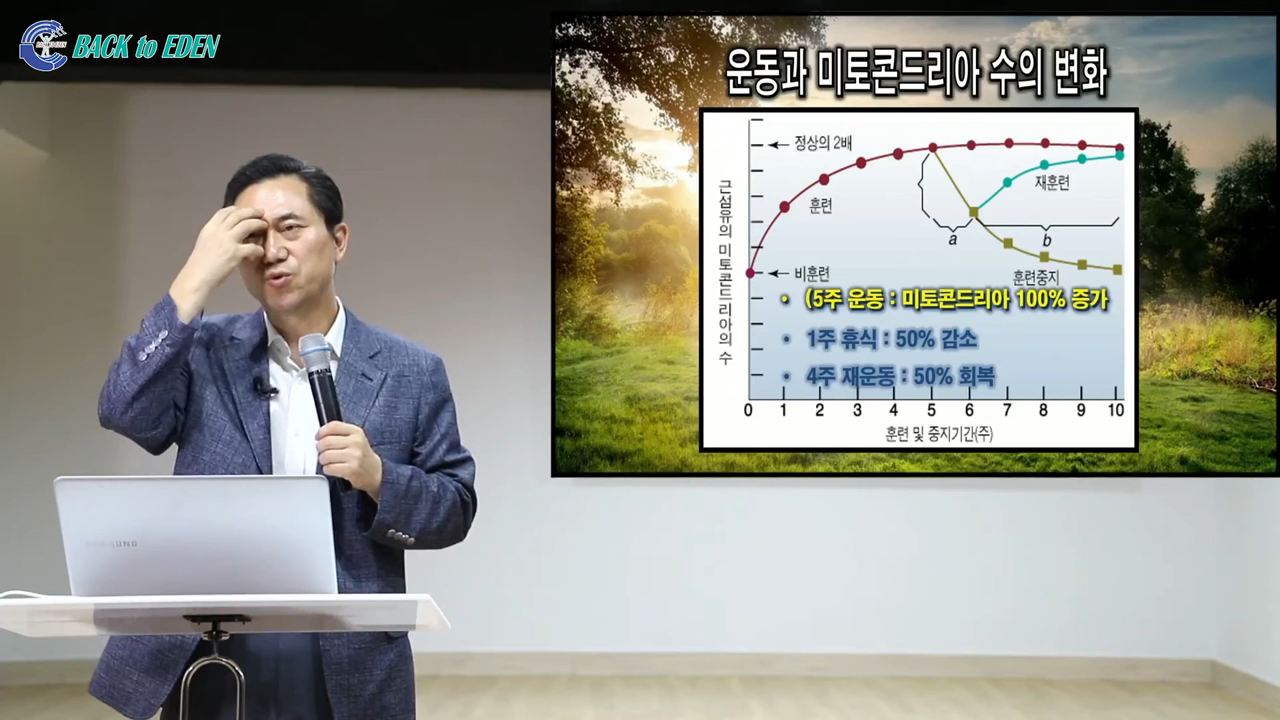 BACK to EDEN
운동과 미토콘드리아 수의 변화
정상의 2배
훈련
재훈련
a
b
비훈련
훈련중지
근섬유의 미토콘드리아의 수
• (5주 운동 : 미토콘드리아 100% 증가
• 1주 휴식 : 50% 감소
• 4주 재운동 : 50% 회복
0 1 2 3 4 5 6 7 8 9 10
훈련 및 중지기간(주)